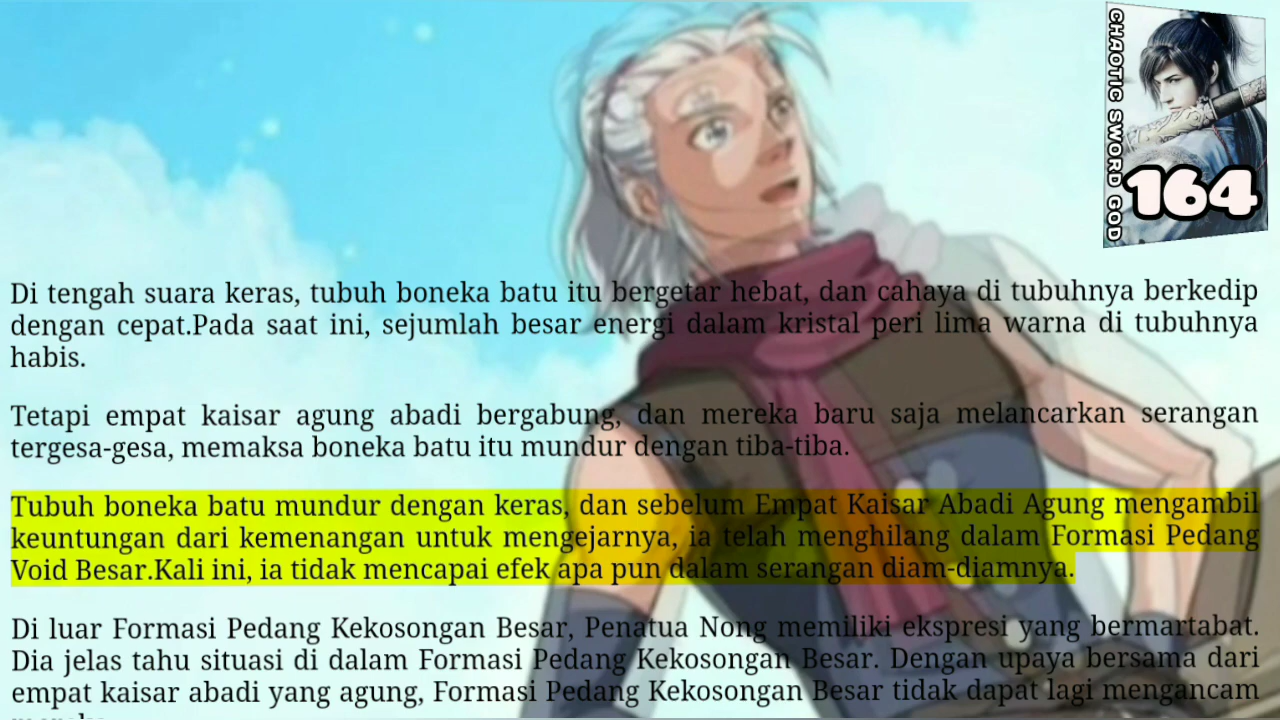 CHAOTIC SWORD GOD
164
Di tengah suara keras, tubuh boneka batu itu bergetar hebat, dan cahaya di tubuhnya berkedip
dengan cepat.Pada saat ini, sejumlah besar energi dalam kristal peri lima warna di tubuhnya
habis.
Tetapi empat kaisar agung abadi bergabung, dan mereka baru saja melancarkan serangan
tergesa-gesa, memaksa boneka batu itu mundur dengan tiba-tiba.
Tubuh boneka batu mundur dengan keras, dan sebelum Empat Kaisar Abadi Agung mengambil
keuntungan dari kemenangan untuk mengejarnya, ia telah menghilang dalam Formasi Pedang
Void Besar.Kali ini, ia tidak mencapai efek apa pun dalam serangan diam-diamnya.
Di luar Formasi Pedang Kekosongan Besar, Penatua Nong memiliki ekspresi yang bermartabat.
Dia jelas tahu situasi di dalam Formasi Pedang Kekosongan Besar. Dengan upaya bersama dari
empat kaisar abadi yang agung, Formasi Pedang Kekosongan Besar tidak dapat lagi mengancam